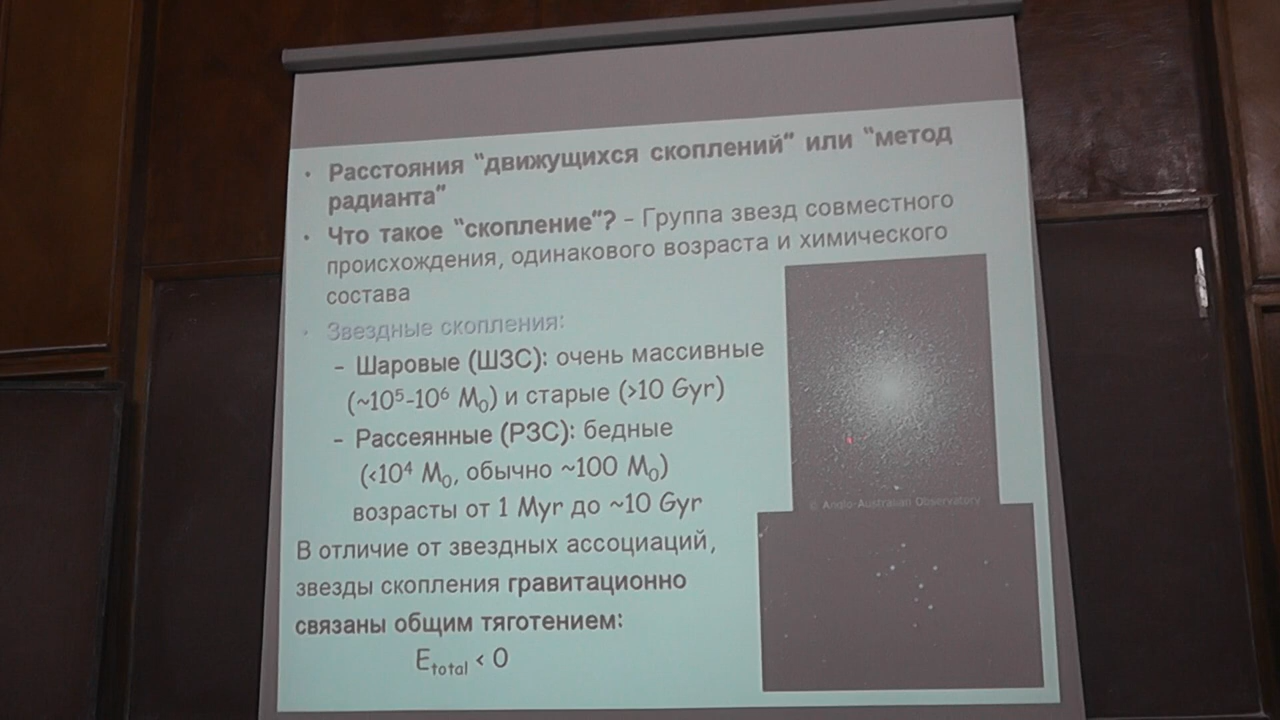 • Расстояния "движущихся скоплений" или "метод
радианта"
• Что такое "скопление"? – Группа звезд совместного
происхождения, одинакового возраста и химического
состава
• Звездные скопления:
– Шаровые (ШЗС): очень массивные
(~10⁵-10⁶ M₀) и старые (>10 Gyr)
– Рассеянные (РЗС): бедные
(<10⁴ M₀, обычно ~100 M₀)
возрасты от 1 Myr до ~10 Gyr
В отличие от звездных ассоциаций,
звезды скопления гравитационно
связаны общим тяготением:
E_total < 0
© Anglo-Australian Observatory